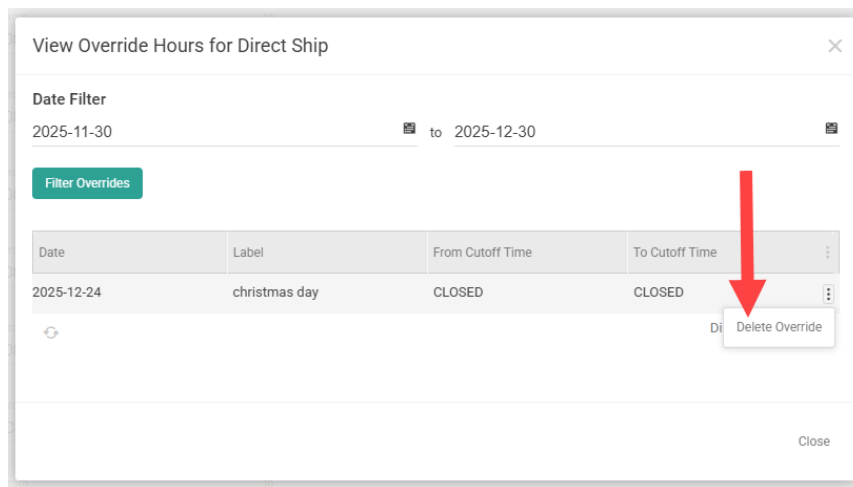 View Override Hours for Direct Ship
Date Filter
2025-11-30 to 2025-12-30
Filter Overrides
Date Label From Cutoff Time To Cutoff Time
2025-12-24 christmas day CLOSED CLOSED
Delete Override
Close